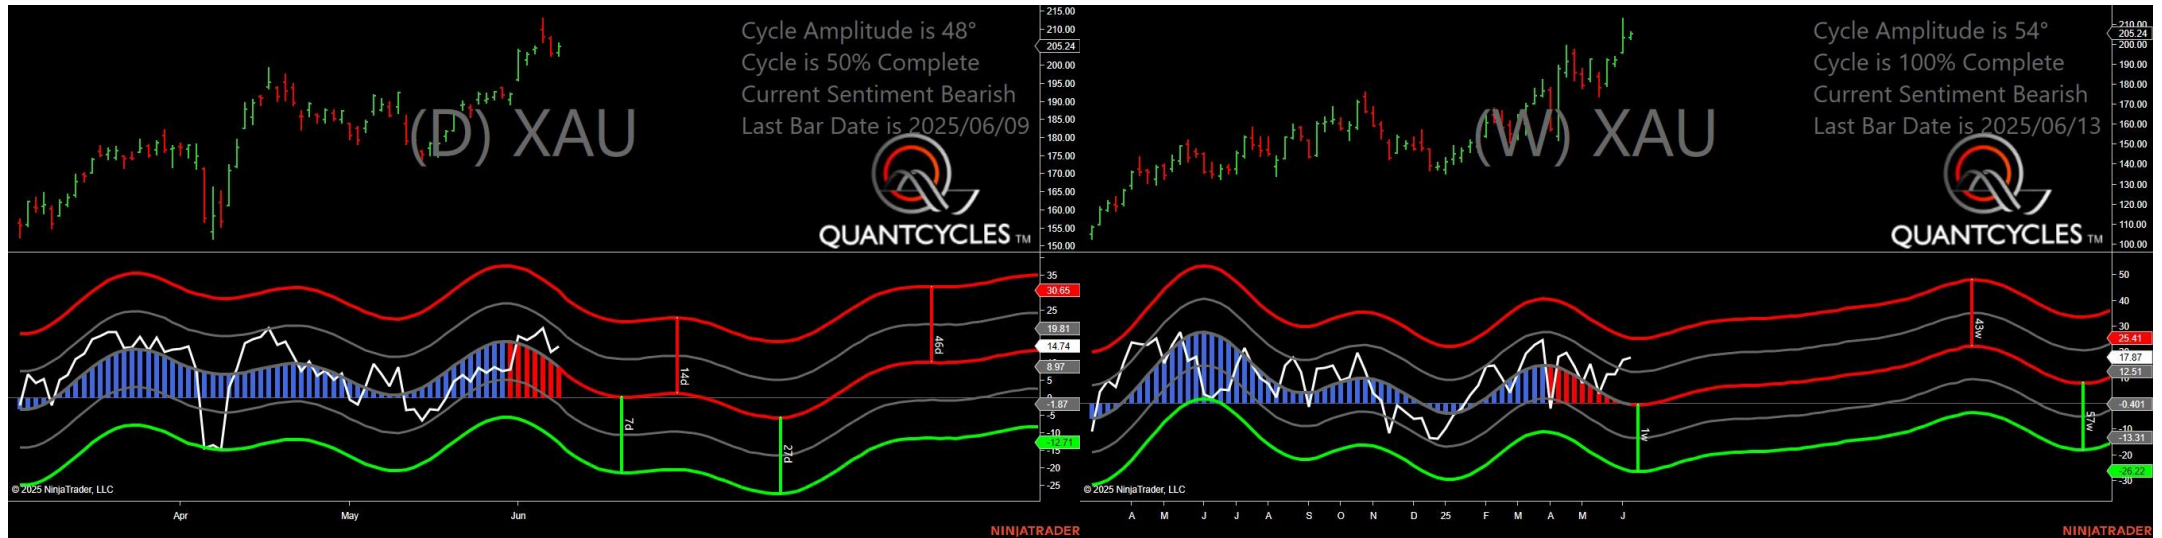 Cycle Amplitude is 48°
Cycle is 50% Complete
Current Sentiment Bearish
Last Bar Date is 2025/06/09
(D) XAU
QUANTCYCLES TM
215.00
210.00
205.24
200.00
195.00
190.00
185.00
180.00
175.00
170.00
165.00
160.00
155.00
150.00
35
30.65
25
19.81
14.74
8.97
5
0
-1.87
-5
-10
-12.71
-15
-20
-25
7d
14d
27d
46d
© 2025 NinjaTrader, LLC
Apr
May
Jun
NINJATRADER
Cycle Amplitude is 54°
Cycle is 100% Complete
Current Sentiment Bearish
Last Bar Date is 2025/06/13
(W) XAU
QUANTCYCLES TM
210.00
205.24
200.00
190.00
180.00
170.00
160.00
150.00
140.00
130.00
120.00
110.00
100.00
50
40
30
25.41
17.87
12.51
-0.401
-10
-13.31
-20
-26.22
-30
1w
43w
57w
© 2025 NinjaTrader, LLC
A M J J A S O N D 25 F M A M J
NINJATRADER